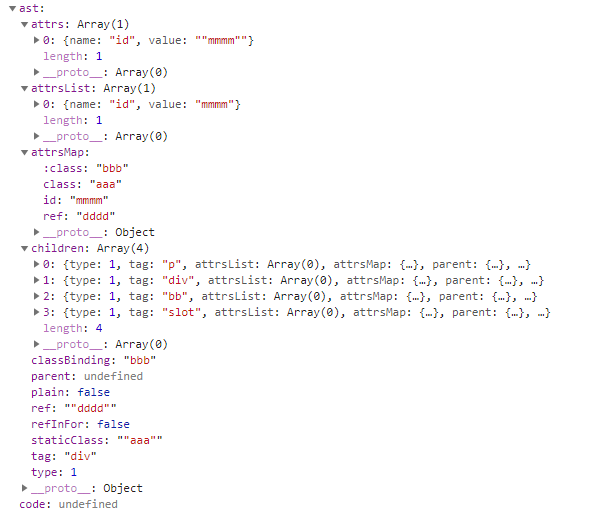 ast:
attrs: Array(1)
0: {name: "id", value: ""mmmm""}
length: 1
__proto__: Array(0)
attrsList: Array(1)
0: {name: "id", value: "mmmm"}
length: 1
__proto__: Array(0)
attrsMap:
:class: "bbb"
class: "aaa"
id: "mmmm"
ref: "dddd"
__proto__: Object
children: Array(4)
0: {type: 1, tag: "p", attrsList: Array(0), attrsMap: {…}, parent: {…}, …}
1: {type: 1, tag: "div", attrsList: Array(0), attrsMap: {…}, parent: {…}, …}
2: {type: 1, tag: "bb", attrsList: Array(0), attrsMap: {…}, parent: {…}, …}
3: {type: 1, tag: "slot", attrsList: Array(0), attrsMap: {…}, parent: {…}, …}
length: 4
__proto__: Array(0)
classBinding: "bbb"
parent: undefined
plain: false
ref: ""dddd""
refInFor: false
staticClass: ""aaa""
tag: "div"
type: 1
__proto__: Object
code: undefined